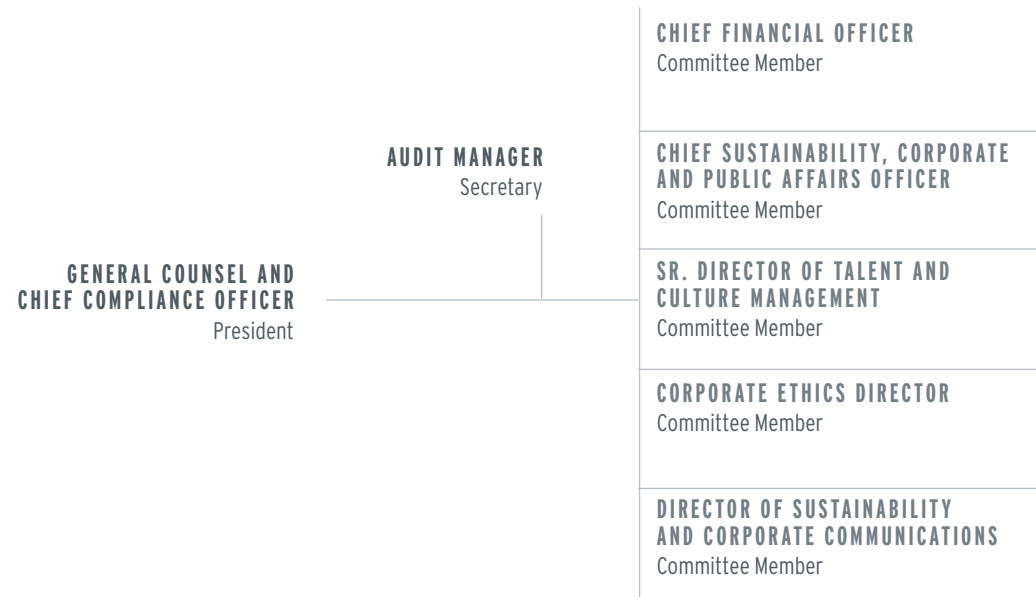 GENERAL COUNSEL AND
CHIEF COMPLIANCE OFFICER
President
AUDIT MANAGER
Secretary
CHIEF FINANCIAL OFFICER
Committee Member
CHIEF SUSTAINABILITY, CORPORATE
AND PUBLIC AFFAIRS OFFICER
Committee Member
SR. DIRECTOR OF TALENT AND
CULTURE MANAGEMENT
Committee Member
CORPORATE ETHICS DIRECTOR
Committee Member
DIRECTOR OF SUSTAINABILITY
AND CORPORATE COMMUNICATIONS
Committee Member